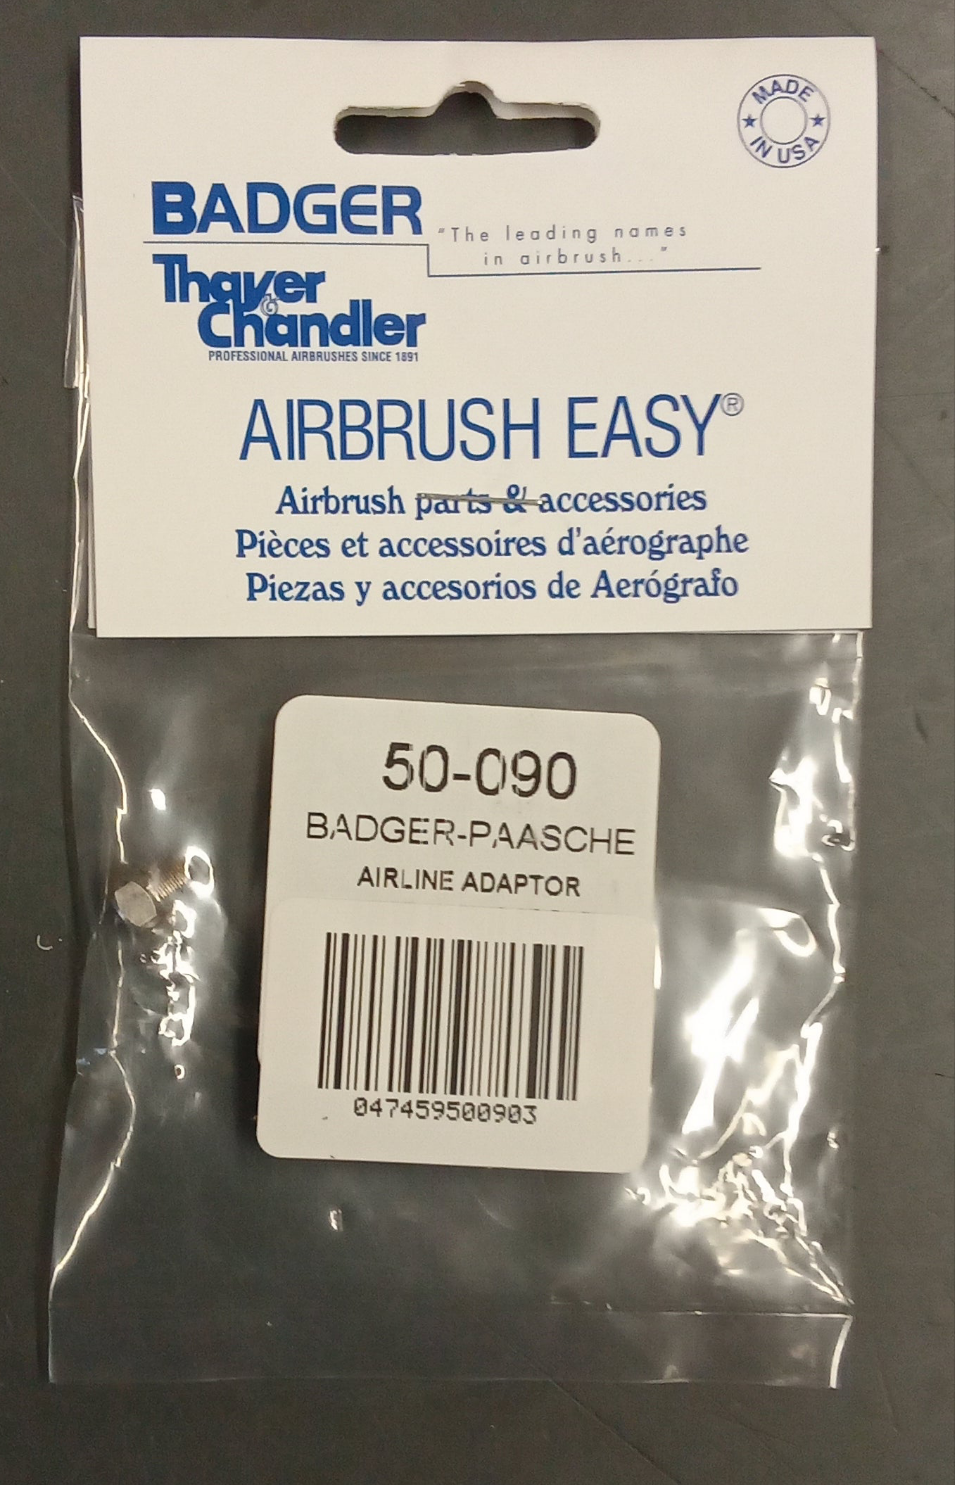 MADE IN USA
BADGER
"The leading names
in airbrush..."
Thayer
&
Chandler
PROFESSIONAL AIRBRUSHES SINCE 1891
AIRBRUSH EASY®
Airbrush parts & accessories
Pièces et accessoires d'aérographe
Piezas y accesorios de Aerógrafo
50-090
BADGER-PAASCHE
AIRLINE ADAPTOR
047459500903